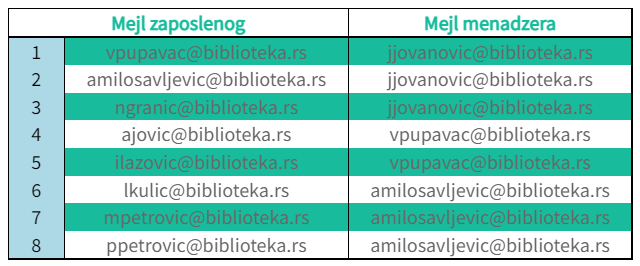 Mejl zaposlenog Mejl menadzera
1 vpupavac@biblioteka.rs jjovanovic@biblioteka.rs
2 amilosavljevic@biblioteka.rs jjovanovic@biblioteka.rs
3 ngranic@biblioteka.rs jjovanovic@biblioteka.rs
4 ajovic@biblioteka.rs vpupavac@biblioteka.rs
5 ilazovic@biblioteka.rs vpupavac@biblioteka.rs
6 lkulic@biblioteka.rs amilosavljevic@biblioteka.rs
7 mpetrovic@biblioteka.rs amilosavljevic@biblioteka.rs
8 ppetrovic@biblioteka.rs amilosavljevic@biblioteka.rs